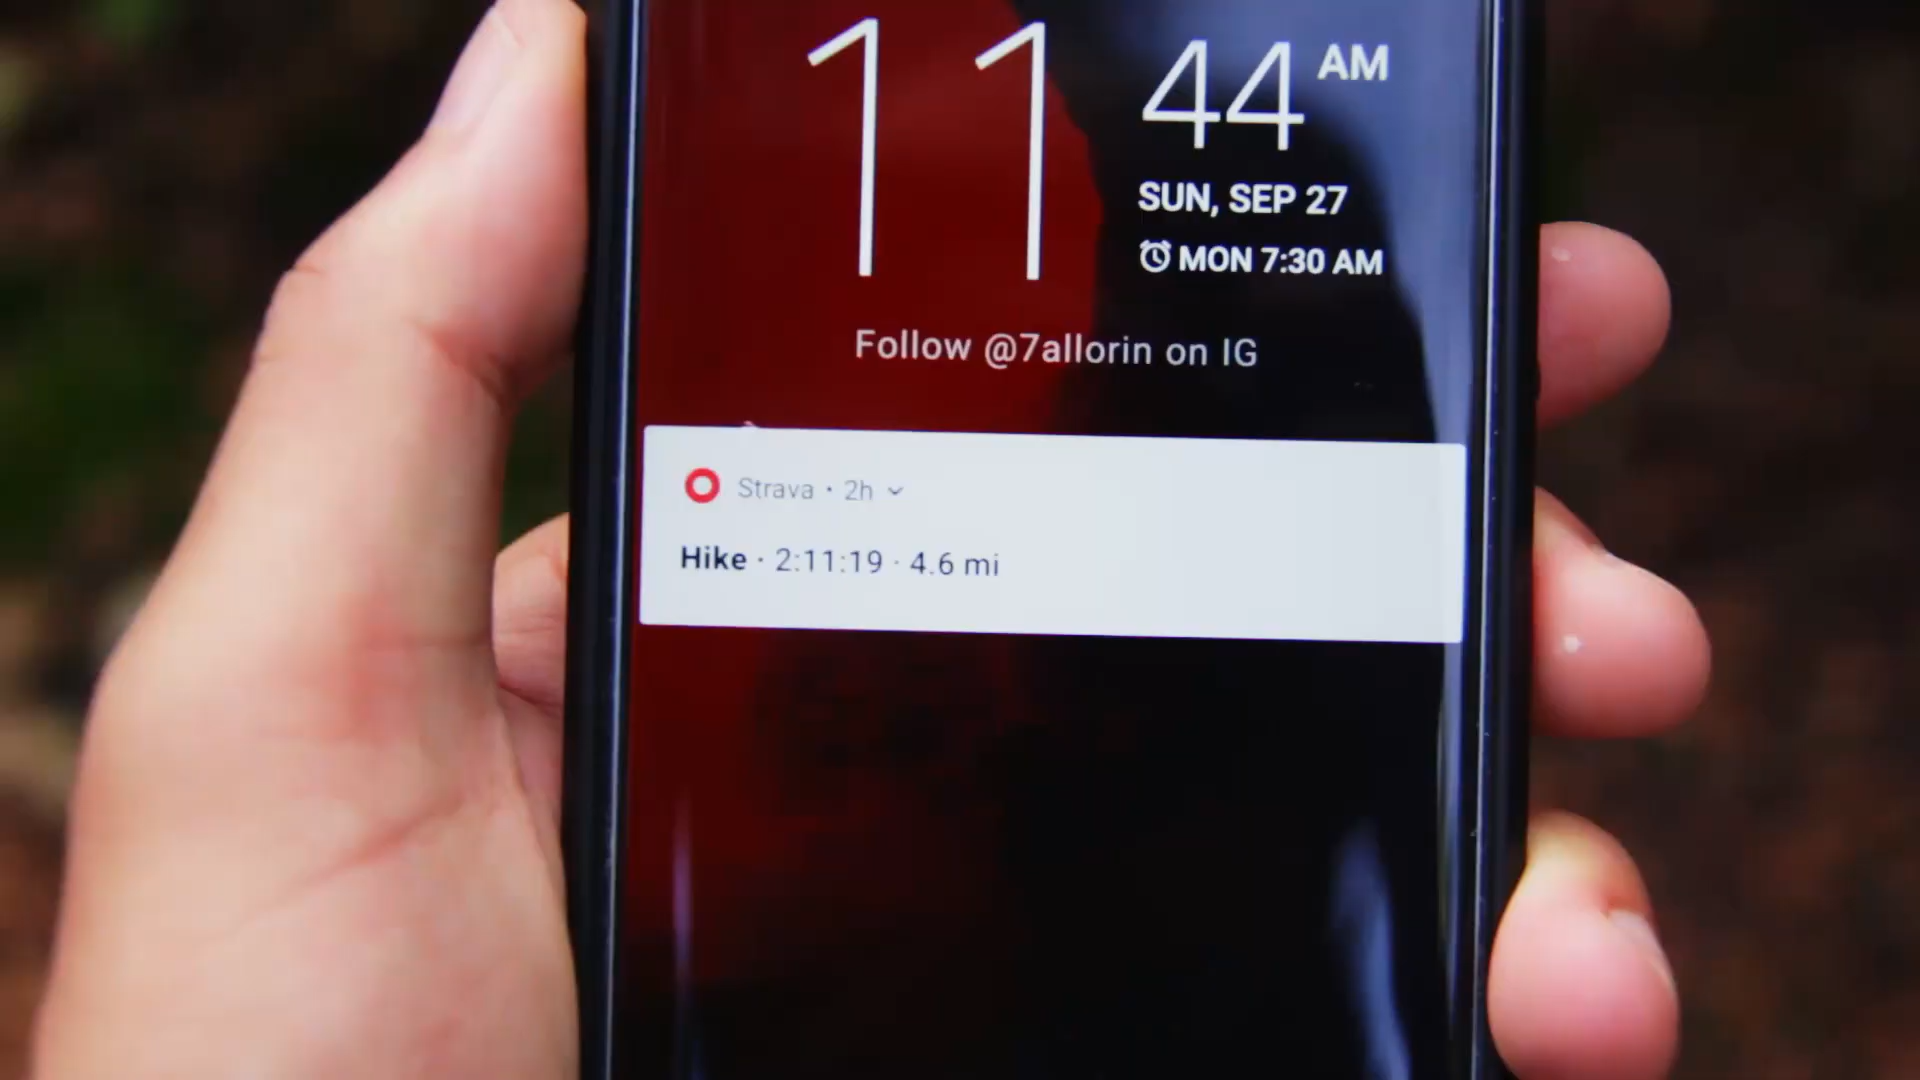 11 44 AM
SUN, SEP 27
MON 7:30 AM
Follow @7allorin on IG
Strava · 2h
Hike · 2:11:19 · 4.6 mi